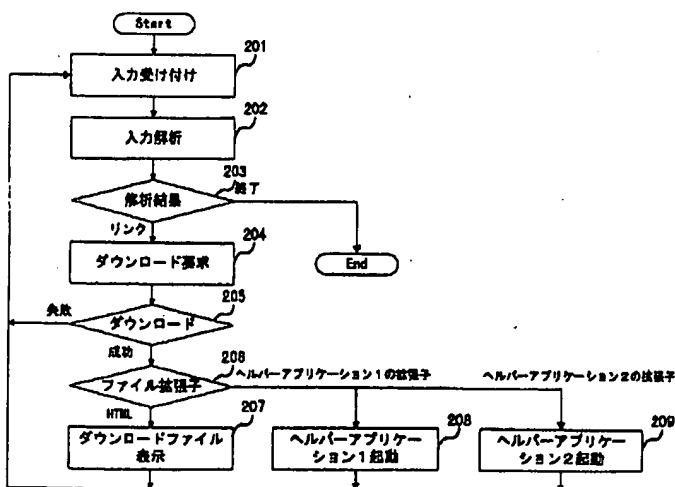 Start
201
入力受け付け
202
入力解析
203
解析結果
終了
リンク
204
ダウンロード要求
End
205
失敗
ダウンロード
成功
206
ファイル拡張子
ヘルパーアプリケーション1の拡張子
ヘルパーアプリケーション2の拡張子
HTML
207
ダウンロードファイル
表示
208
ヘルパーアプリケー
ション1起動
209
ヘルパーアプリケー
ション2起動